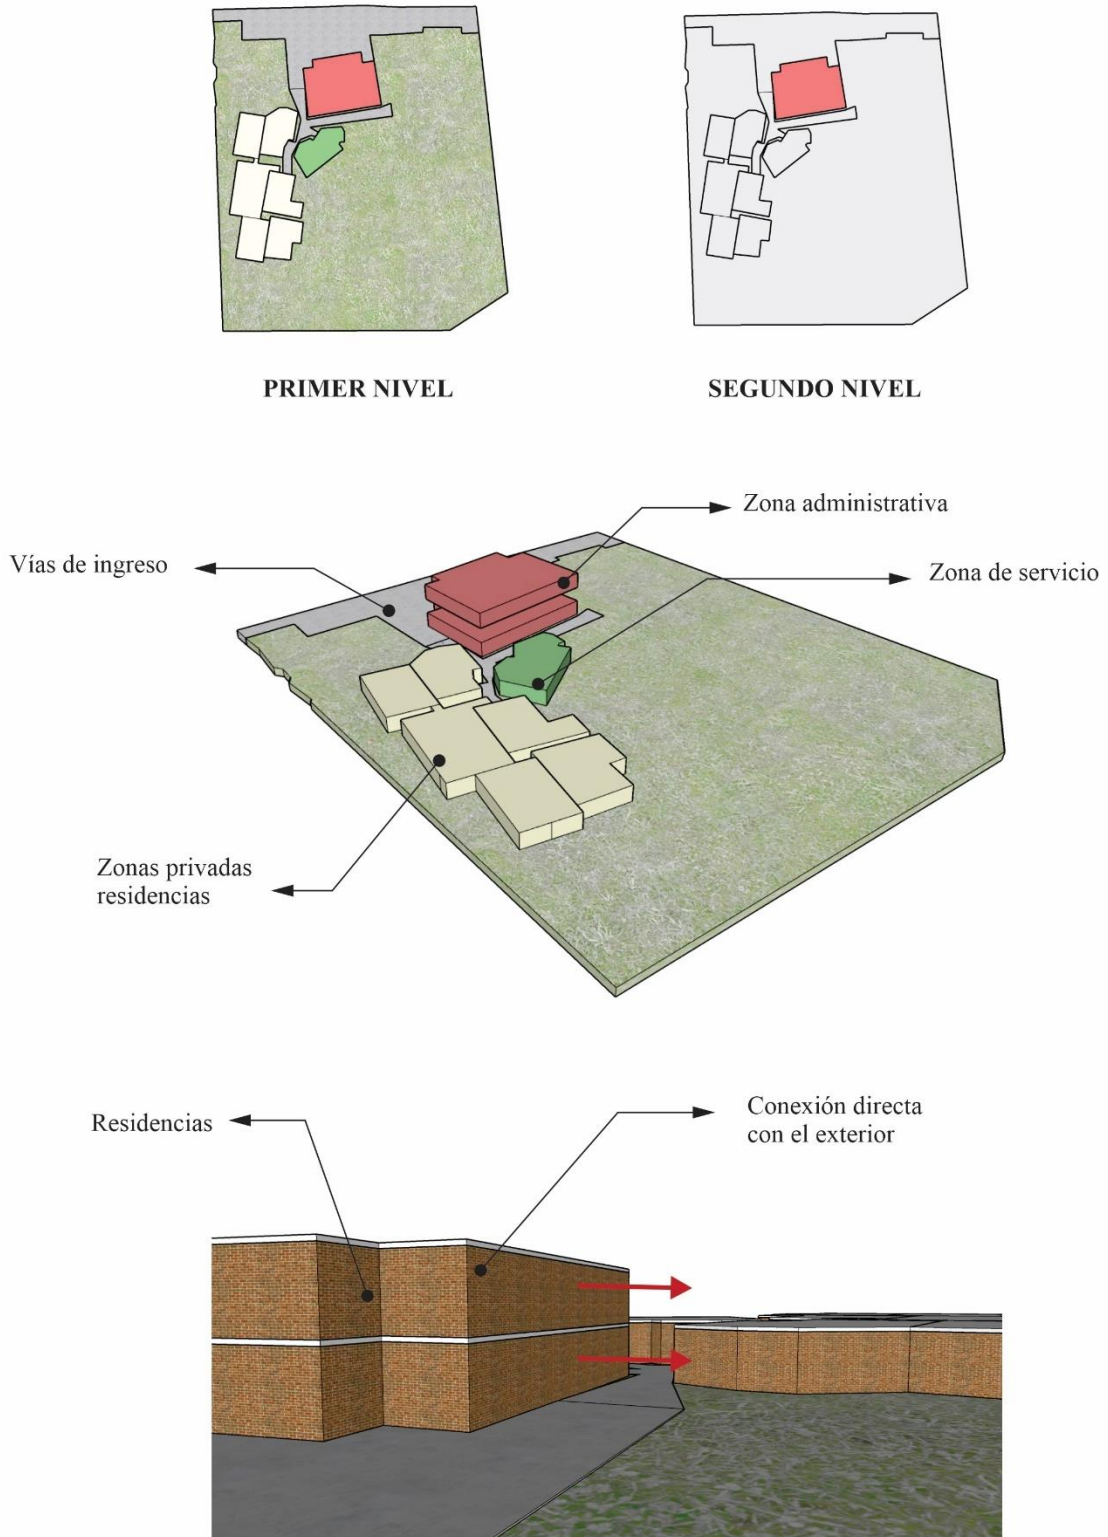 PRIMER NIVEL
SEGUNDO NIVEL
Zona administrativa
Vías de ingreso
Zona de servicio
Zonas privadas
residencias
Residencias
Conexión directa
con el exterior